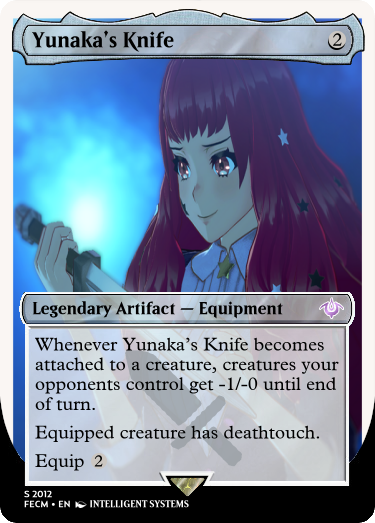 Yunaka's Knife 2
Legendary Artifact — Equipment
Whenever Yunaka's Knife becomes
attached to a creature, creatures your
opponents control get -1/-0 until end
of turn.
Equipped creature has deathtouch.
Equip 2
S 2012
FECM • EN INTELLIGENT SYSTEMS